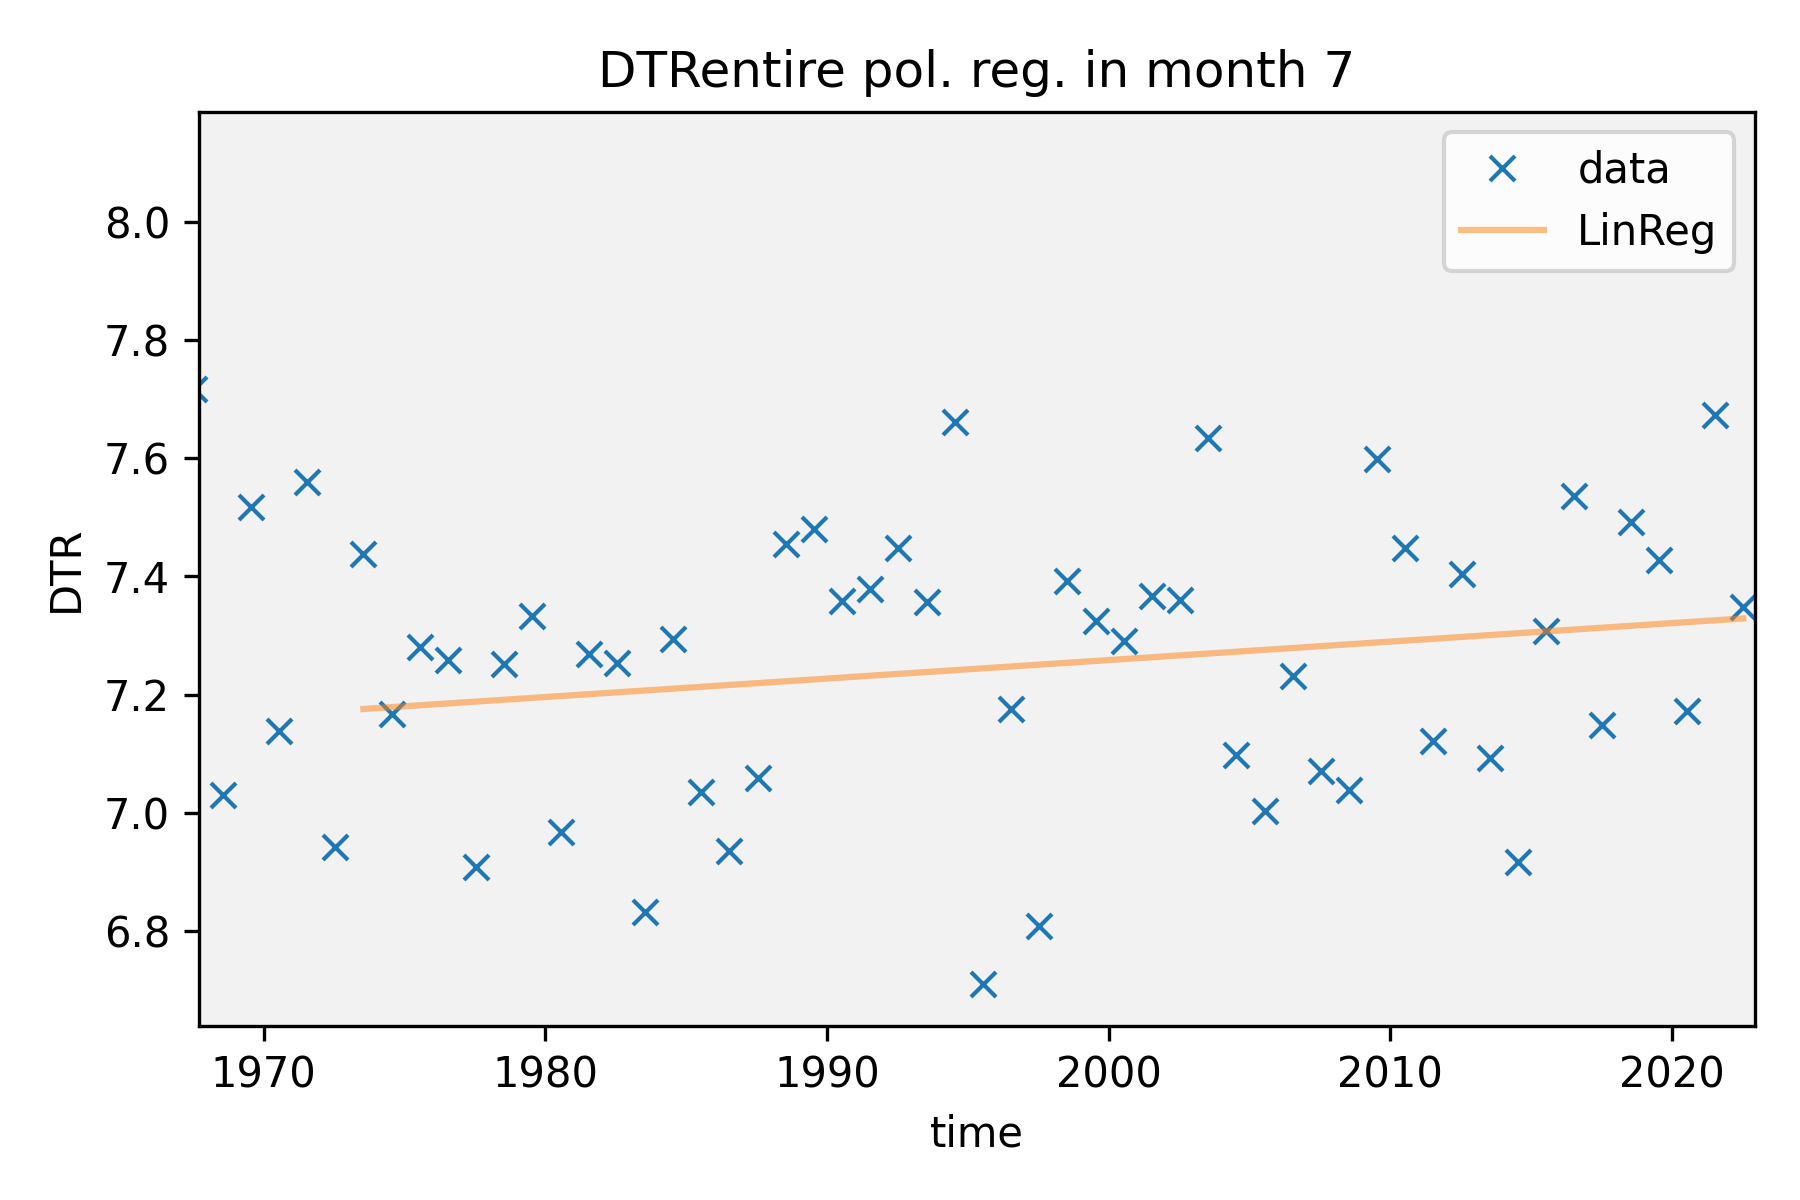 DTRentire pol. reg. in month 7
data
LinReg
8.0
7.8
7.6
7.4
7.2
7.0
6.8
DTR
1970 1980 1990 2000 2010 2020
time